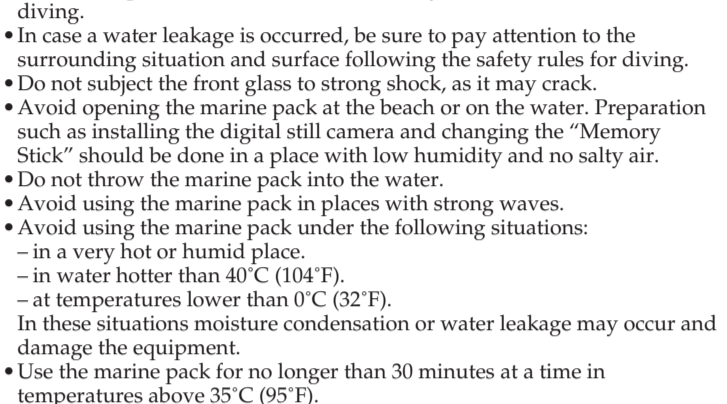 diving.
• In case a water leakage is occurred, be sure to pay attention to the
surrounding situation and surface following the safety rules for diving.
• Do not subject the front glass to strong shock, as it may crack.
• Avoid opening the marine pack at the beach or on the water. Preparation
such as installing the digital still camera and changing the “Memory
Stick” should be done in a place with low humidity and no salty air.
• Do not throw the marine pack into the water.
• Avoid using the marine pack in places with strong waves.
• Avoid using the marine pack under the following situations:
– in a very hot or humid place.
– in water hotter than 40˚C (104˚F).
– at temperatures lower than 0˚C (32˚F).
In these situations moisture condensation or water leakage may occur and
damage the equipment.
• Use the marine pack for no longer than 30 minutes at a time in
temperatures above 35˚C (95˚F).